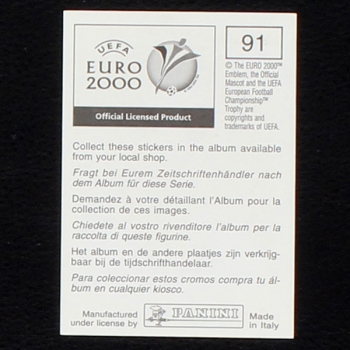 UEFA
EURO
2000
Official Licensed Product
91
© The EURO 2000™
Emblem, the Official
Mascot and the UEFA
European Football
Championship™
Trophy are
copyrights and
trademarks of UEFA.
Collect these stickers in the album available
from your local shop.
Fragt bei Eurem Zeitschriftenhändler nach
dem Album für diese Serie.
Demandez à votre détaillant l'Album pour la
collection de ces images.
Chiedete al vostro rivenditore l'album per la
raccolta di queste figurine.
Het album en de andere plaatjes zijn verkrijg-
baar bij de tijdschrifthandelaar.
Para coleccionar estos cromos compra tu ál-
bum en cualquier kiosco.
Manufactured
under license by
PANINI
Made
in Italy